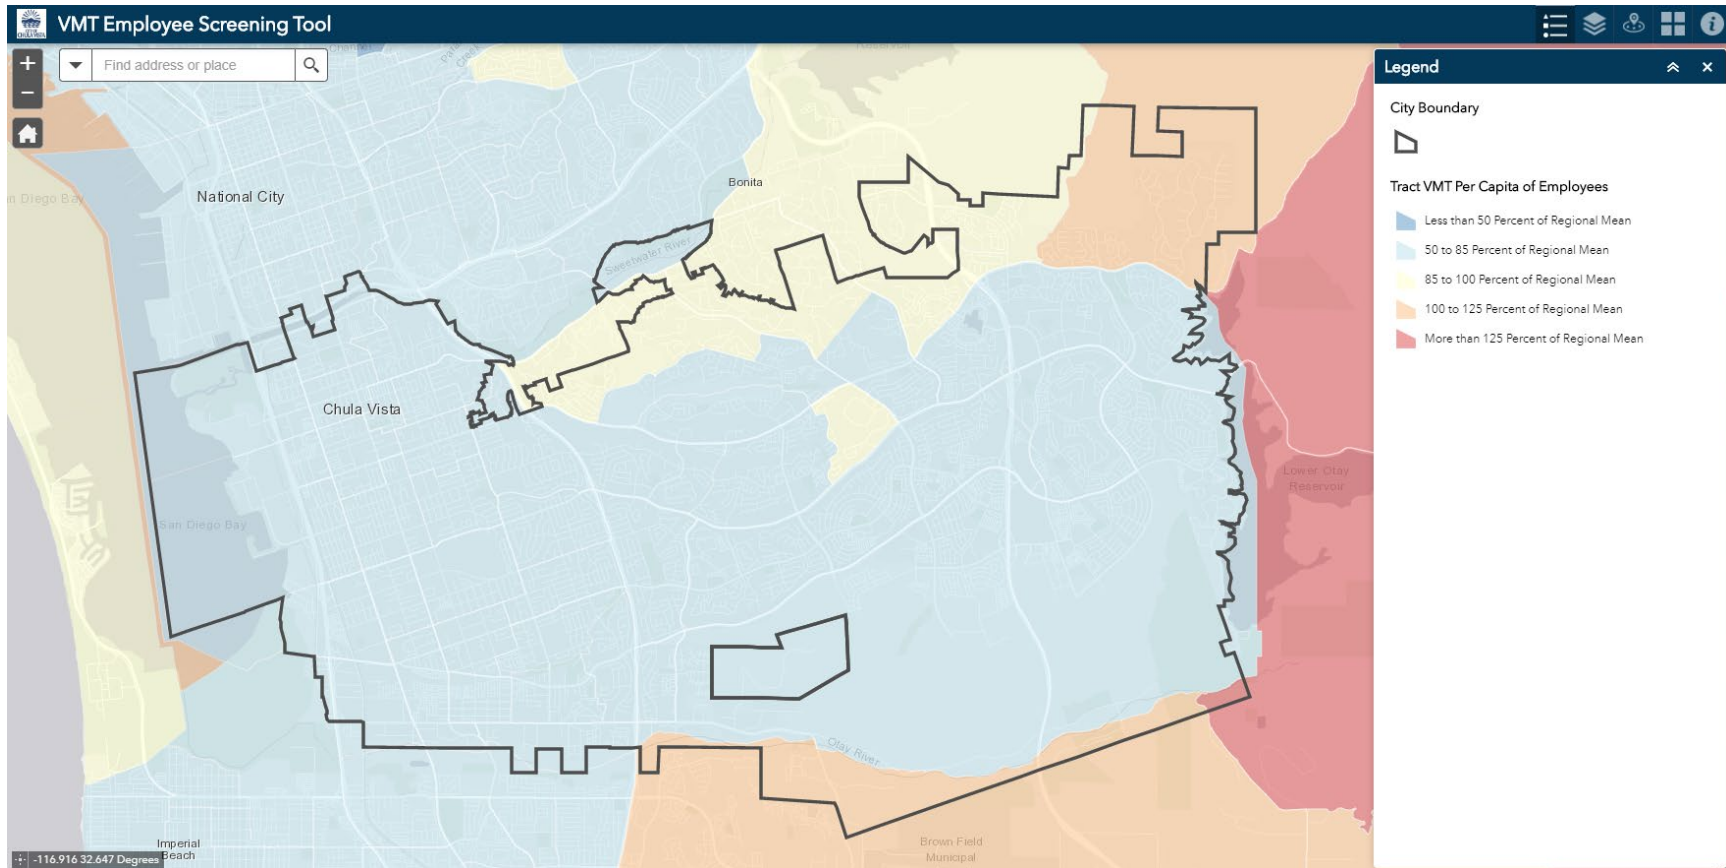 VMT Employee Screening Tool
Find address or place
Legend
City Boundary
Tract VMT Per Capita of Employees
Less than 50 Percent of Regional Mean
50 to 85 Percent of Regional Mean
85 to 100 Percent of Regional Mean
100 to 125 Percent of Regional Mean
More than 125 Percent of Regional Mean
National City
Bonita
Sweetwater River
Chula Vista
Lower Otay
Reservoir
San Diego Bay
Otay River
Imperial
Beach
Brown Field
Municipal
-116.916 32.647 Degrees